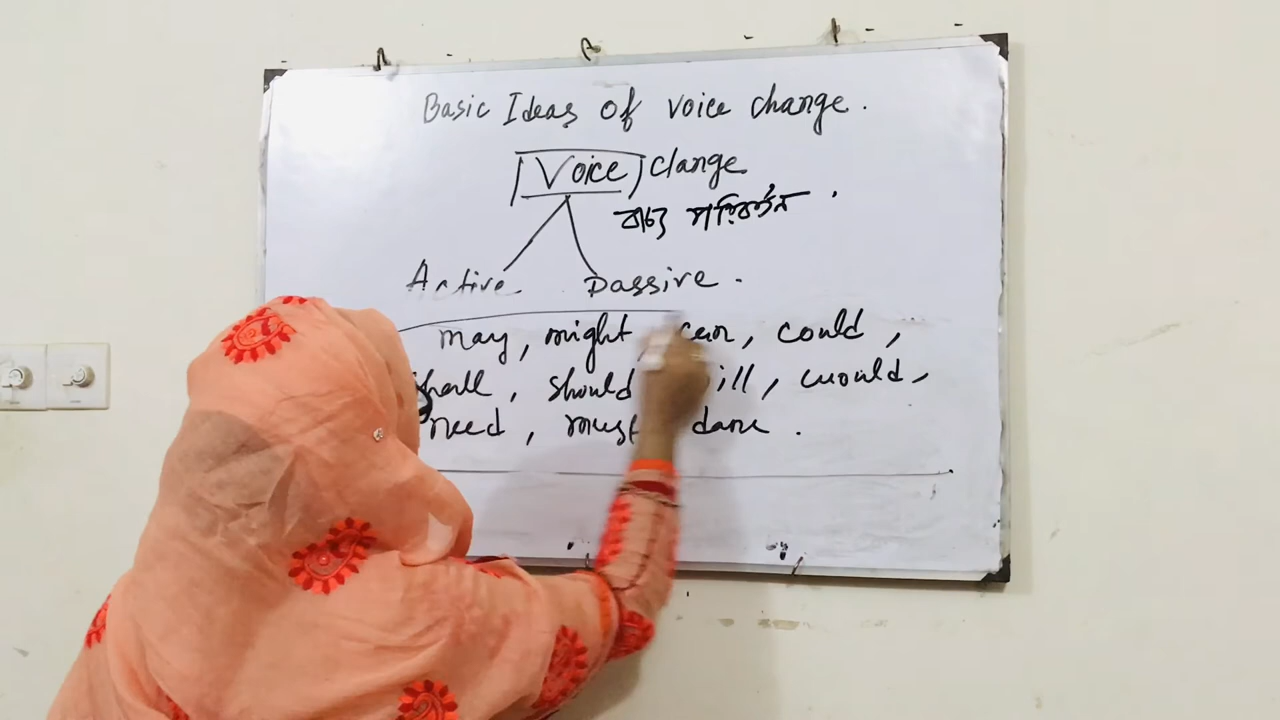 Basic Ideas of Voice Change.
Voice Change
বাচ্য পরিবর্তন.
Active Passive.
may, might, can, could,
shall, should will, would,
need, must dare.